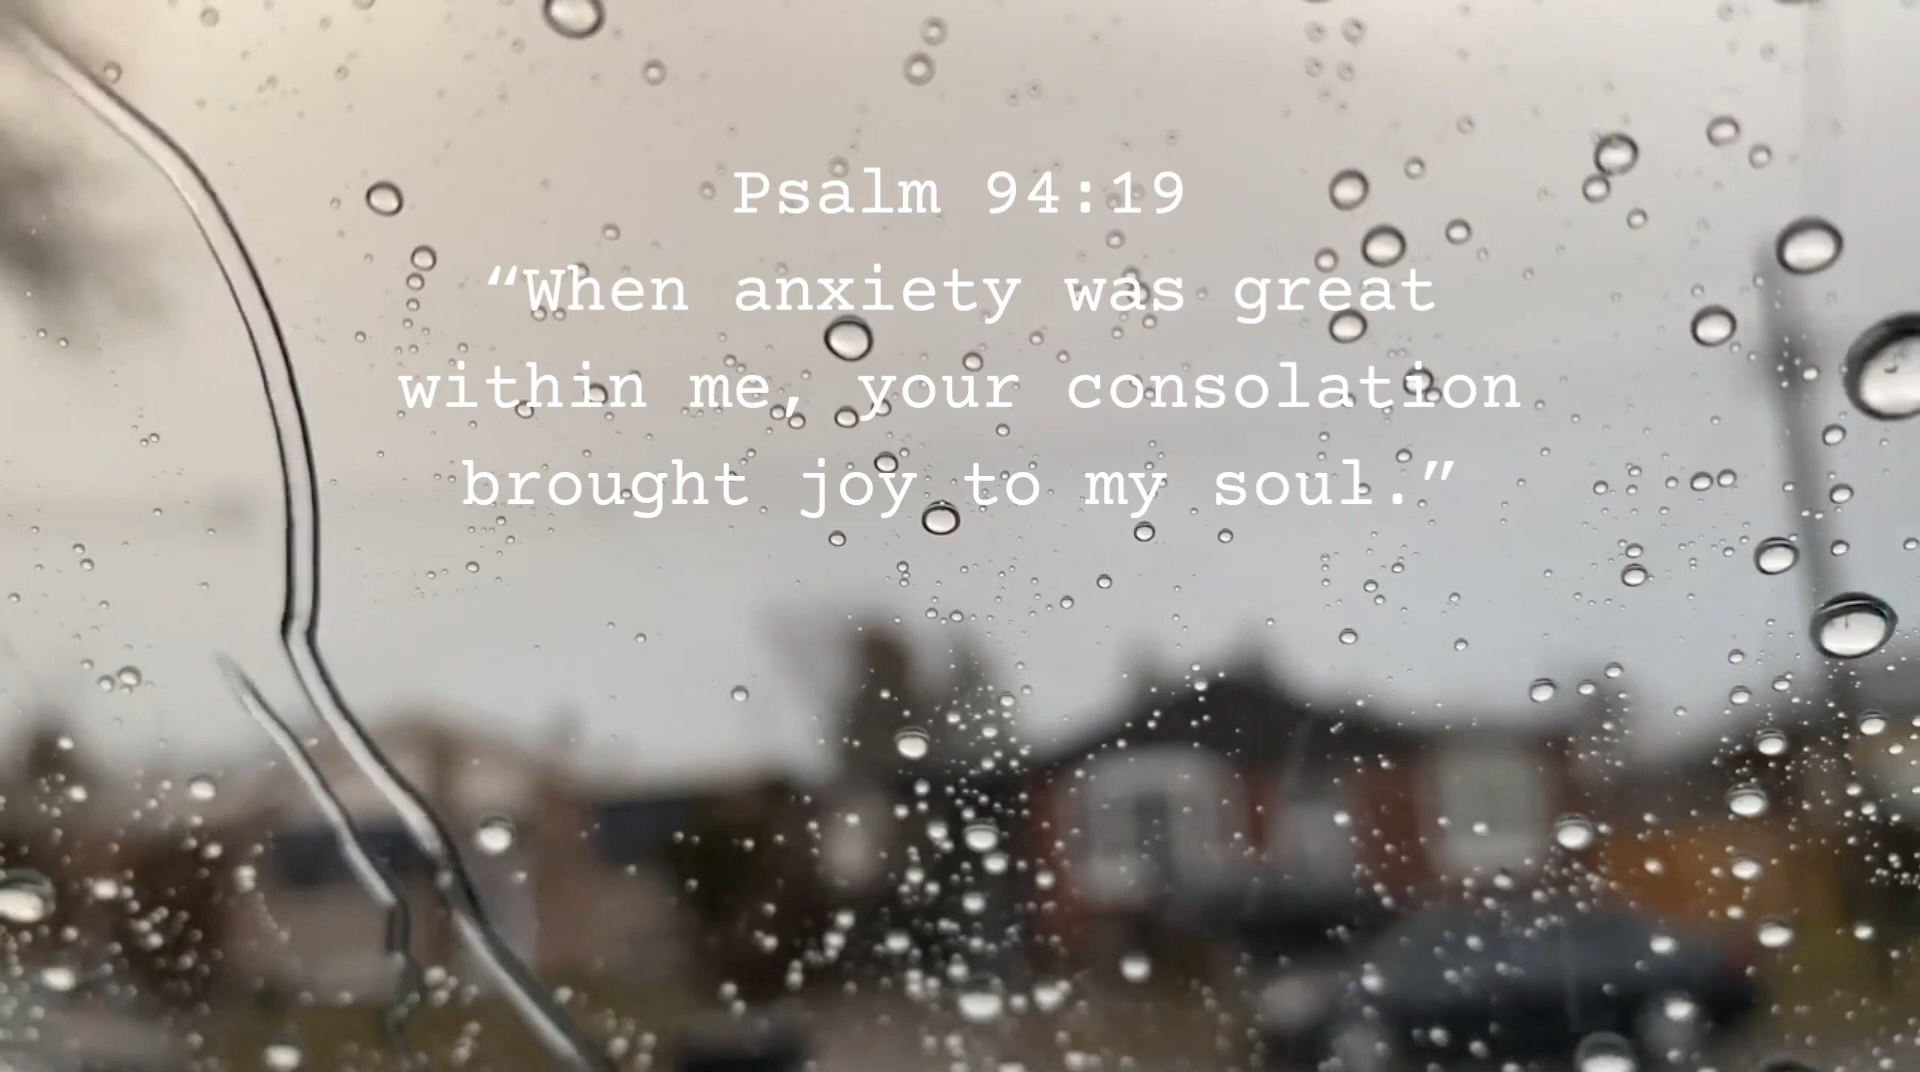 Psalm 94:19
“When anxiety was great
within me, your consolation
brought joy to my soul.”